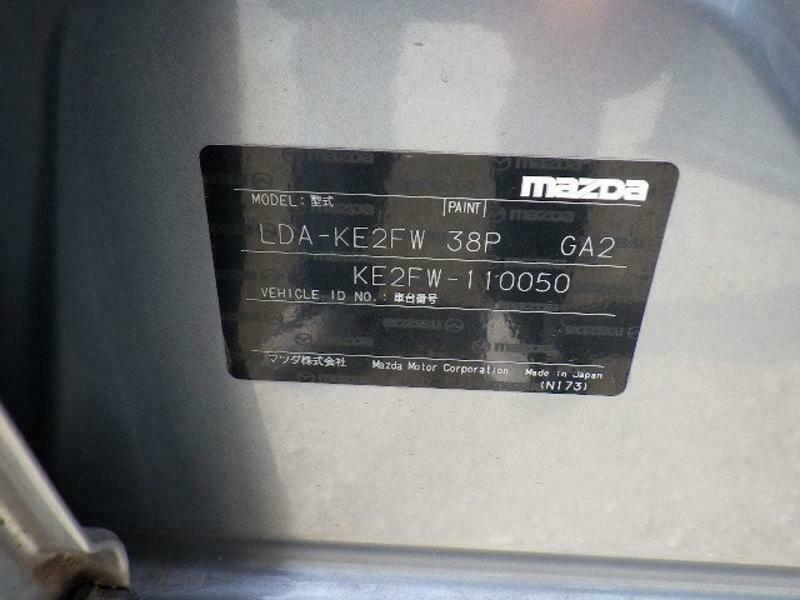 mazda
MODEL: 型式 PAINT
LDA-KE2FW 38P GA2
KE2FW-110050
VEHICLE ID NO.: 車台番号
マツダ株式会社 Mazda Motor Corporation Made in Japan
(N173)